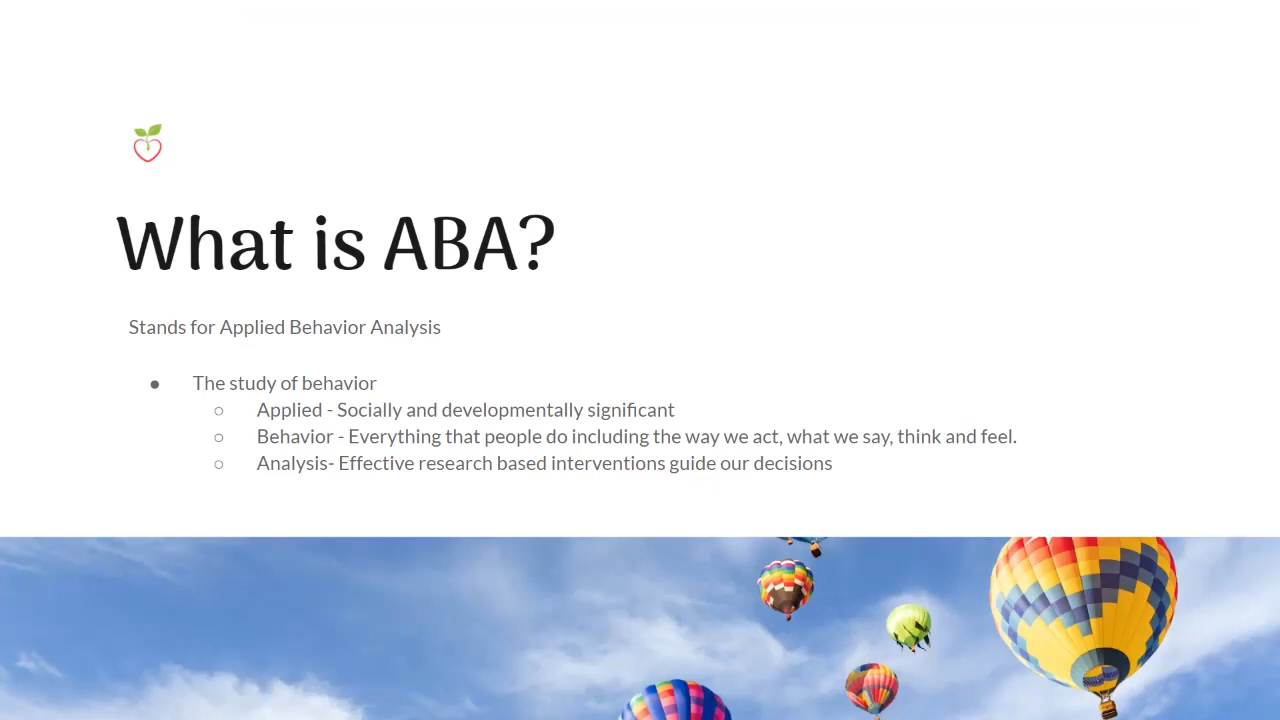 What is ABA?
Stands for Applied Behavior Analysis
● The study of behavior
○ Applied - Socially and developmentally significant
○ Behavior - Everything that people do including the way we act, what we say, think and feel.
○ Analysis- Effective research based interventions guide our decisions